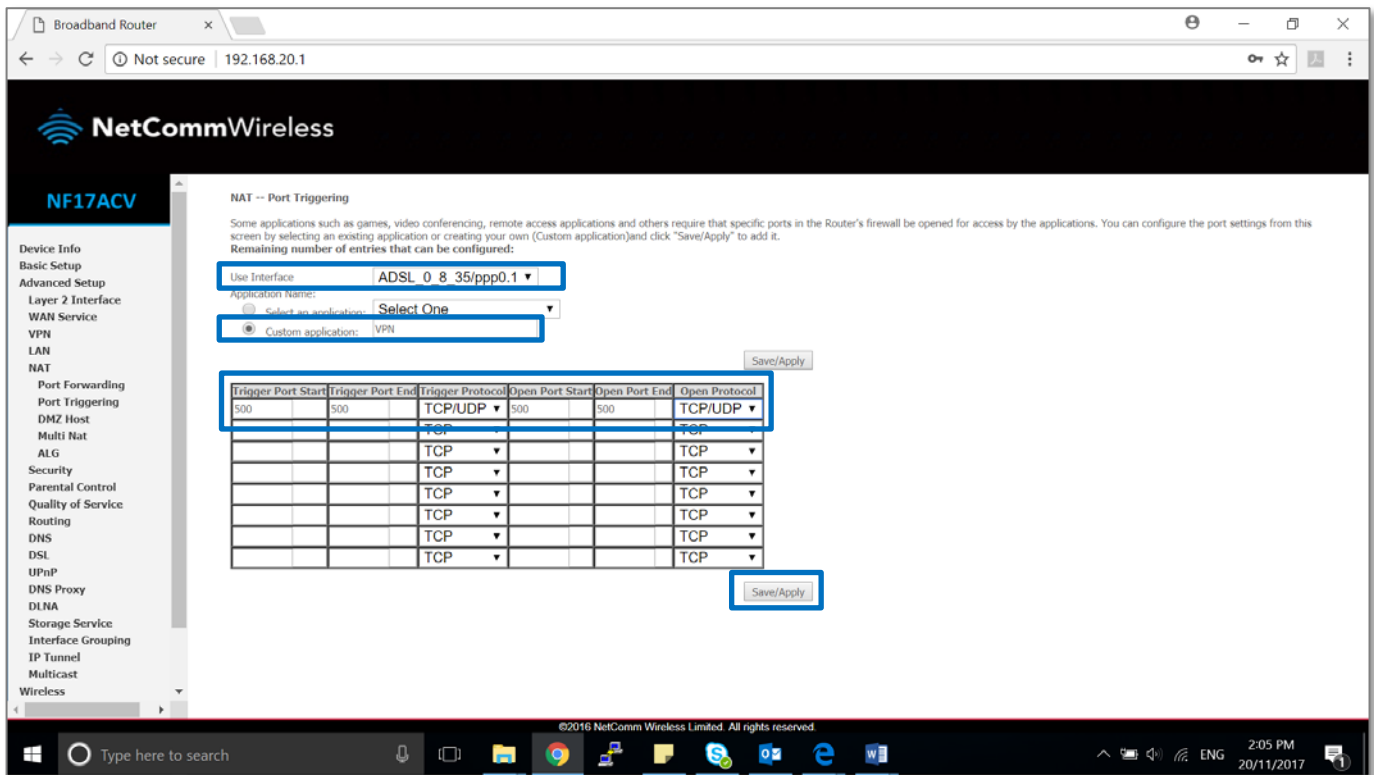 Broadband Router
Not secure
192.168.20.1
NetCommWireless
NF17ACV
Device Info
Basic Setup
Advanced Setup
Layer 2 Interface
WAN Service
VPN
LAN
NAT
Port Forwarding
Port Triggering
DMZ Host
Multi Nat
ALG
Security
Parental Control
Quality of Service
Routing
DNS
DSL
UPnP
DNS Proxy
DLNA
Storage Service
Interface Grouping
IP Tunnel
Multicast
Wireless
NAT -- Port Triggering
Some applications such as games, video conferencing, remote access applications and others require that specific ports in the Router's firewall be opened for access by the applications. You can configure the port settings from this
screen by selecting an existing application or creating your own (Custom application)and click "Save/Apply" to add it.
Remaining number of entries that can be configured:
Use Interface ADSL_0_8_35/ppp0.1
Application Name:
Select an application: Select One
Custom application: VPN
Save/Apply
Trigger Port Start Trigger Port End Trigger Protocol Open Port Start Open Port End Open Protocol
500 500 TCP/UDP 500 500 TCP/UDP
TCP TCP
TCP TCP
TCP TCP
TCP TCP
TCP TCP
TCP TCP
TCP TCP
Save/Apply
©2016 NetComm Wireless Limited. All rights reserved.
Type here to search
ENG
2:05 PM
20/11/2017
1